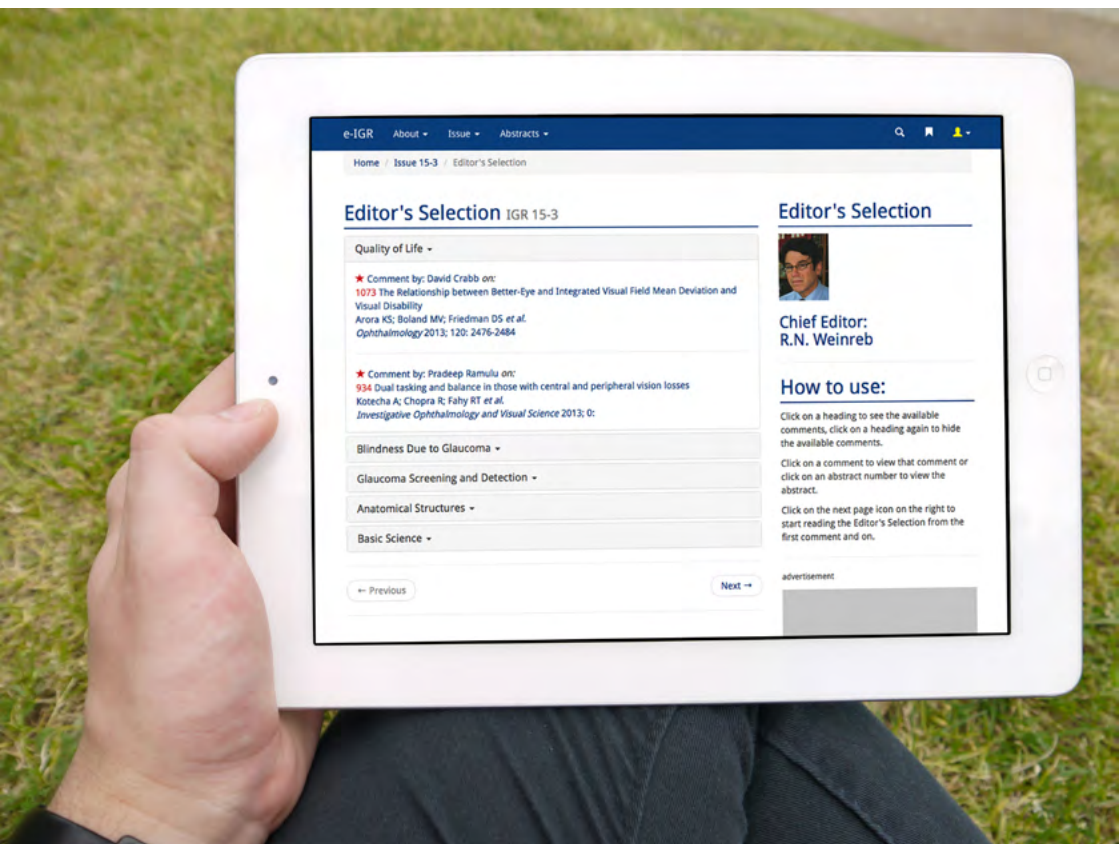 e-IGR About Issue Abstracts
Home / Issue 15-3 / Editor's Selection
Editor's Selection IGR 15-3
Quality of Life
★ Comment by: David Crabb on:
1073 The Relationship between Better-Eye and Integrated Visual Field Mean Deviation and
Visual Disability
Arora KS; Boland MV; Friedman DS et al.
Ophthalmology 2013; 120: 2476-2484
★ Comment by: Pradeep Ramulu on:
934 Dual tasking and balance in those with central and peripheral vision losses
Kotecha A; Chopra R; Fahy RT et al.
Investigative Ophthalmology and Visual Science 2013; 0:
Blindness Due to Glaucoma
Glaucoma Screening and Detection
Anatomical Structures
Basic Science
← Previous
Next →
Editor's Selection
Chief Editor:
R.N. Weinreb
How to use:
Click on a heading to see the available
comments, click on a heading again to hide
the available comments.
Click on a comment to view that comment or
click on an abstract number to view the
abstract.
Click on the next page icon on the right to
start reading the Editor's Selection from the
first comment and on.
advertisement